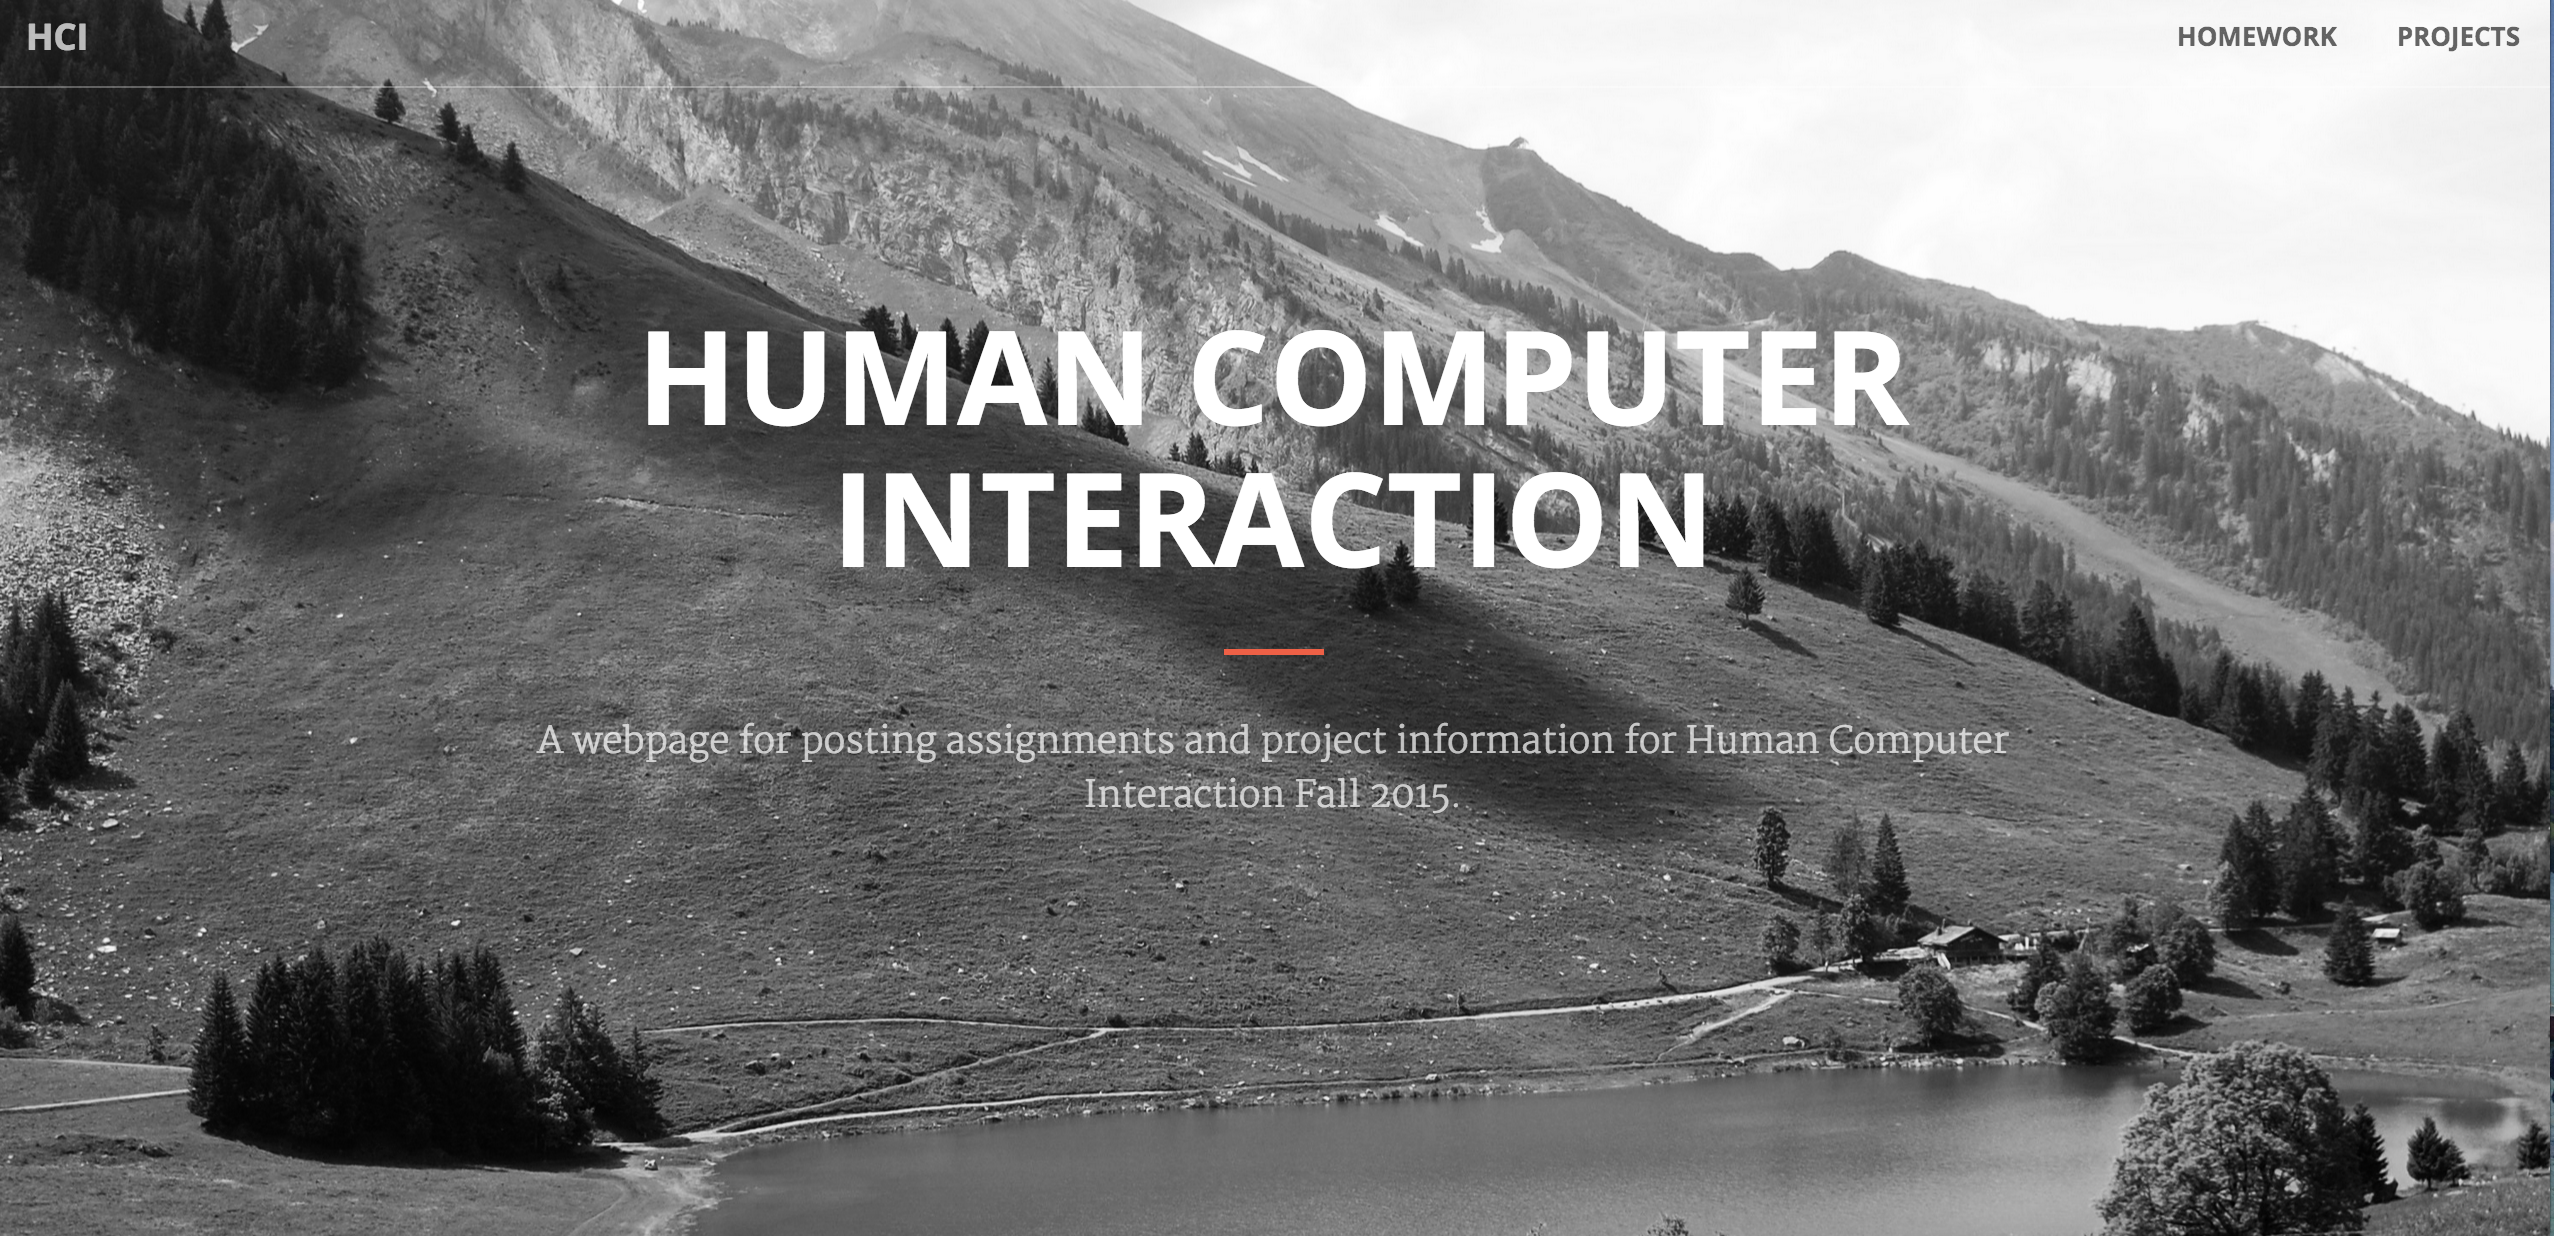 HCI
HOMEWORK PROJECTS
HUMAN COMPUTER
INTERACTION
A webpage for posting assignments and project information for Human Computer
Interaction Fall 2015.